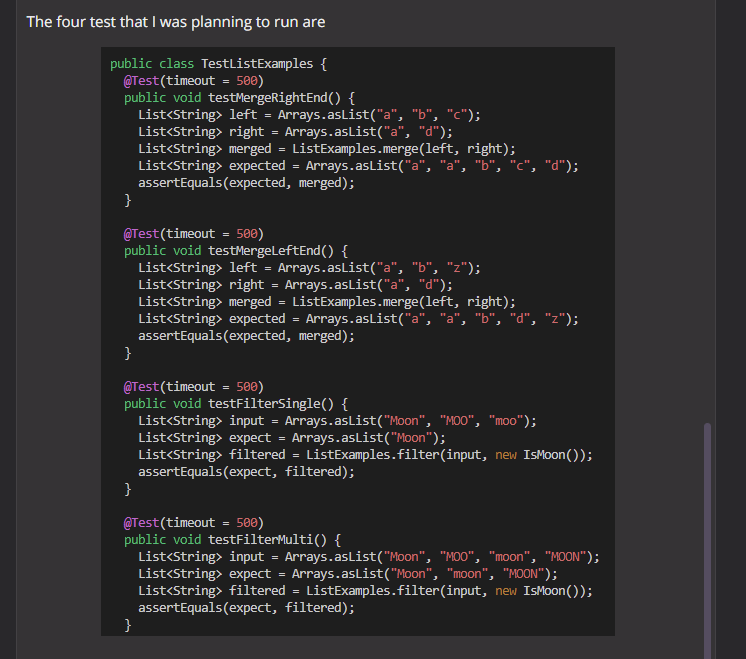 The four test that I was planning to run are
public class TestListExamples {
@Test(timeout = 500)
public void testMergeRightEnd() {
List<String> left = Arrays.asList("a", "b", "c");
List<String> right = Arrays.asList("a", "d");
List<String> merged = ListExamples.merge(left, right);
List<String> expected = Arrays.asList("a", "a", "b", "c", "d");
assertEquals(expected, merged);
}
@Test(timeout = 500)
public void testMergeLeftEnd() {
List<String> left = Arrays.asList("a", "b", "z");
List<String> right = Arrays.asList("a", "d");
List<String> merged = ListExamples.merge(left, right);
List<String> expected = Arrays.asList("a", "a", "b", "d", "z");
assertEquals(expected, merged);
}
@Test(timeout = 500)
public void testFilterSingle() {
List<String> input = Arrays.asList("Moon", "MOO", "moo");
List<String> expect = Arrays.asList("Moon");
List<String> filtered = ListExamples.filter(input, new IsMoon());
assertEquals(expect, filtered);
}
@Test(timeout = 500)
public void testFilterMulti() {
List<String> input = Arrays.asList("Moon", "MOO", "moon", "MOON");
List<String> expect = Arrays.asList("Moon", "moon", "MOON");
List<String> filtered = ListExamples.filter(input, new IsMoon());
assertEquals(expect, filtered);
}